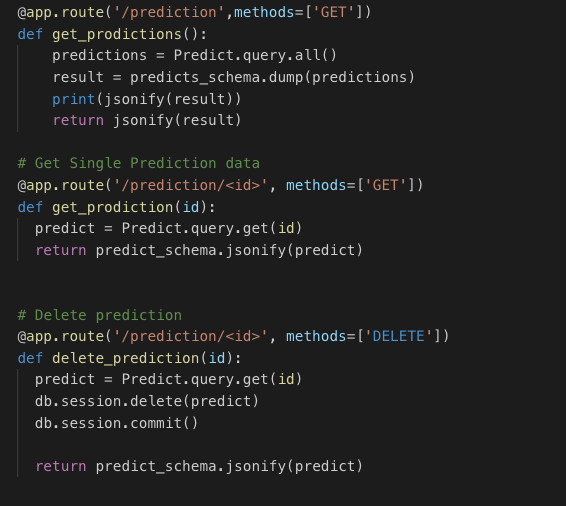 @app.route('/prediction',methods=['GET'])
def get_prodictions():
    predictions = Predict.query.all()
    result = predicts_schema.dump(predictions)
    print(jsonify(result))
    return jsonify(result)
# Get Single Prediction data
@app.route('/prediction/<id>', methods=['GET'])
def get_prodiction(id):
  predict = Predict.query.get(id)
  return predict_schema.jsonify(predict)
# Delete prediction
@app.route('/prediction/<id>', methods=['DELETE'])
def delete_prediction(id):
  predict = Predict.query.get(id)
  db.session.delete(predict)
  db.session.commit()
  return predict_schema.jsonify(predict)